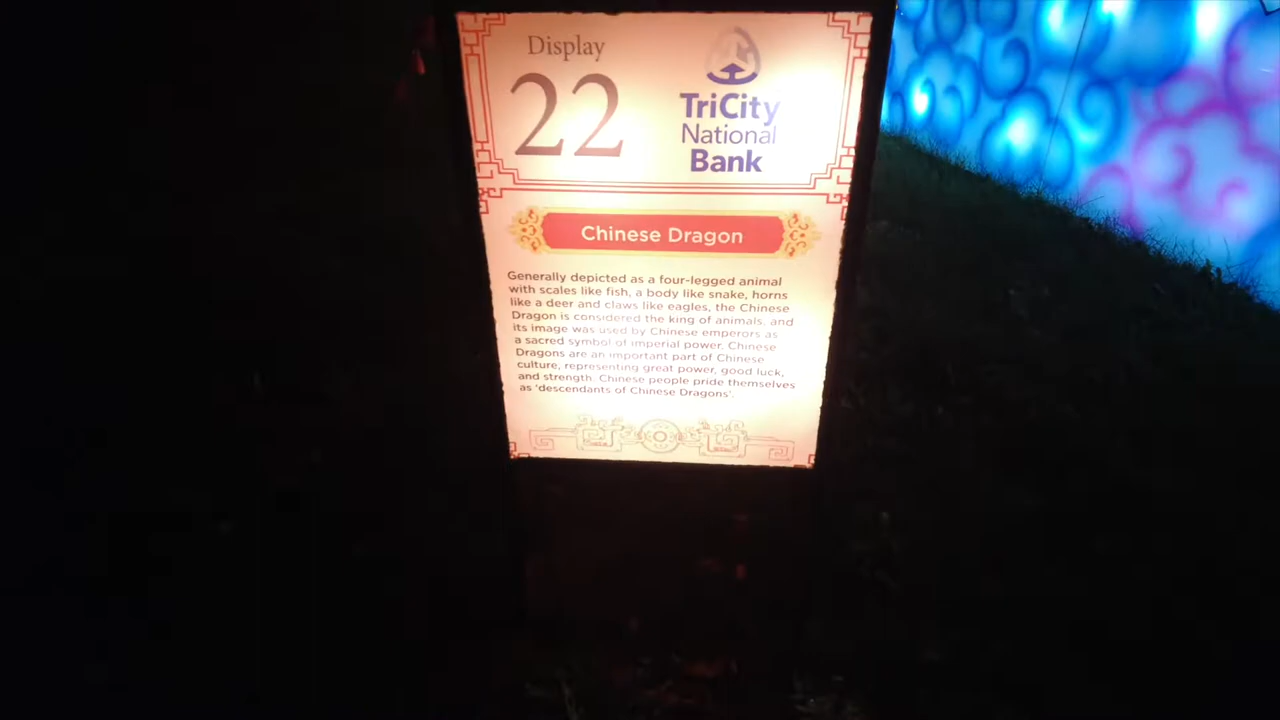 Display
22
TriCity
National
Bank
Chinese Dragon
Generally depicted as a four-legged animal
with scales like fish, a body like snake, horns
like a deer and claws like eagles, the Chinese
Dragon is considered the king of animals, and
its image was used by Chinese emperors as
a sacred symbol of imperial power. Chinese
Dragons are an important part of Chinese
culture, representing great power, good luck,
and strength. Chinese people pride themselves
as 'descendants of Chinese Dragons'.